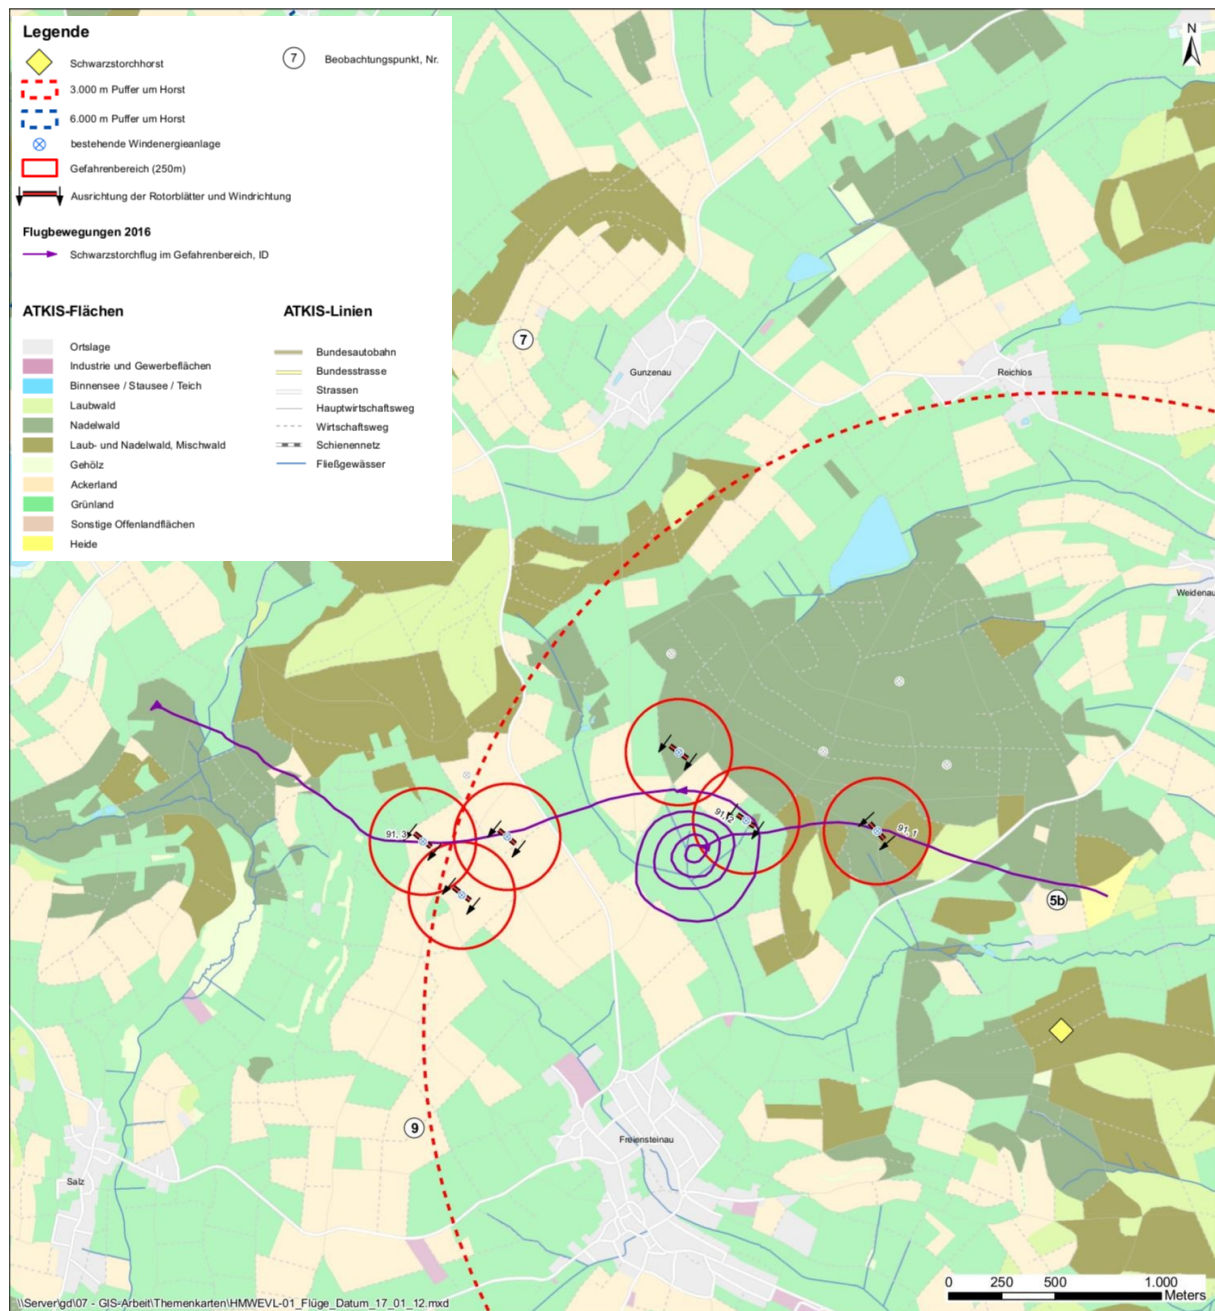 Legende
Schwarzstorchhorst
3.000 m Puffer um Horst
6.000 m Puffer um Horst
bestehende Windenergieanlage
Gefahrenbereich (250m)
Ausrichtung der Rotorblätter und Windrichtung
7 Beobachtungspunkt, Nr.
Flugbewegungen 2016
Schwarzstorchflug im Gefahrenbereich, ID
ATKIS-Flächen
Ortslage
Industrie und Gewerbeflächen
Binnensee / Stausee / Teich
Laubwald
Nadelwald
Laub- und Nadelwald, Mischwald
Gehölz
Ackerland
Grünland
Sonstige Offenlandflächen
Heide
ATKIS-Linien
Bundesautobahn
Bundesstrasse
Strassen
Hauptwirtschaftsweg
Wirtschaftsweg
Schienennetz
Fließgewässer
N
7
Gunzenau
Reichlos
Weidenau
91, 3
91, 2
91, 1
5b
9
Freiensteinau
Salz
0 250 500 1.000
Meters
\\Server\gd\07 - GIS-Arbeit\Themenkarten\HMWEVL-01_Flüge_Datum_17_01_12.mxd